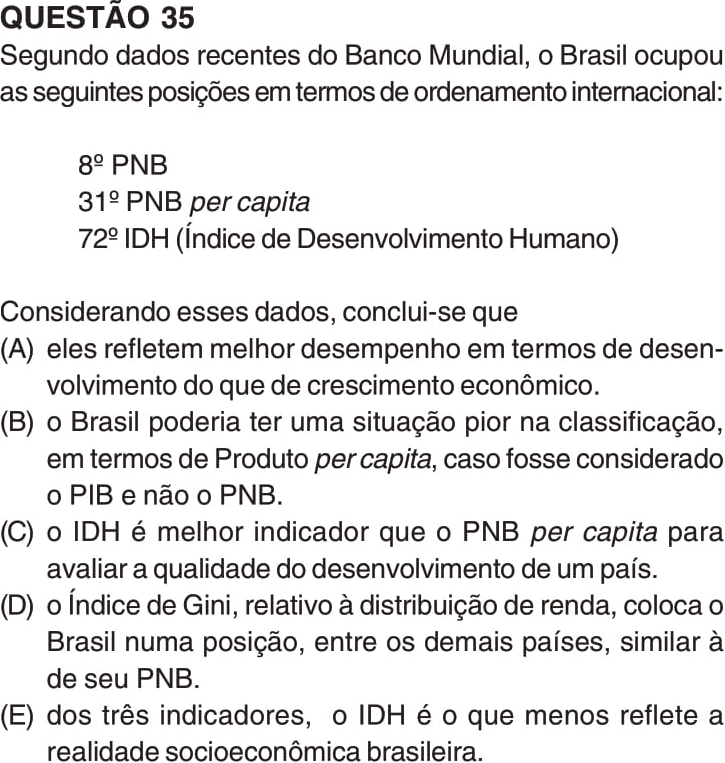 QUESTÃO 35
Segundo dados recentes do Banco Mundial, o Brasil ocupou
as seguintes posições em termos de ordenamento internacional:
8º PNB
31º PNB per capita
72º IDH (Índice de Desenvolvimento Humano)
Considerando esses dados, conclui-se que
(A) eles refletem melhor desempenho em termos de desen-
volvimento do que de crescimento econômico.
(B) o Brasil poderia ter uma situação pior na classificação,
em termos de Produto per capita, caso fosse considerado
o PIB e não o PNB.
(C) o IDH é melhor indicador que o PNB per capita para
avaliar a qualidade do desenvolvimento de um país.
(D) o Índice de Gini, relativo à distribuição de renda, coloca o
Brasil numa posição, entre os demais países, similar à
de seu PNB.
(E) dos três indicadores, o IDH é o que menos reflete a
realidade socioeconômica brasileira.